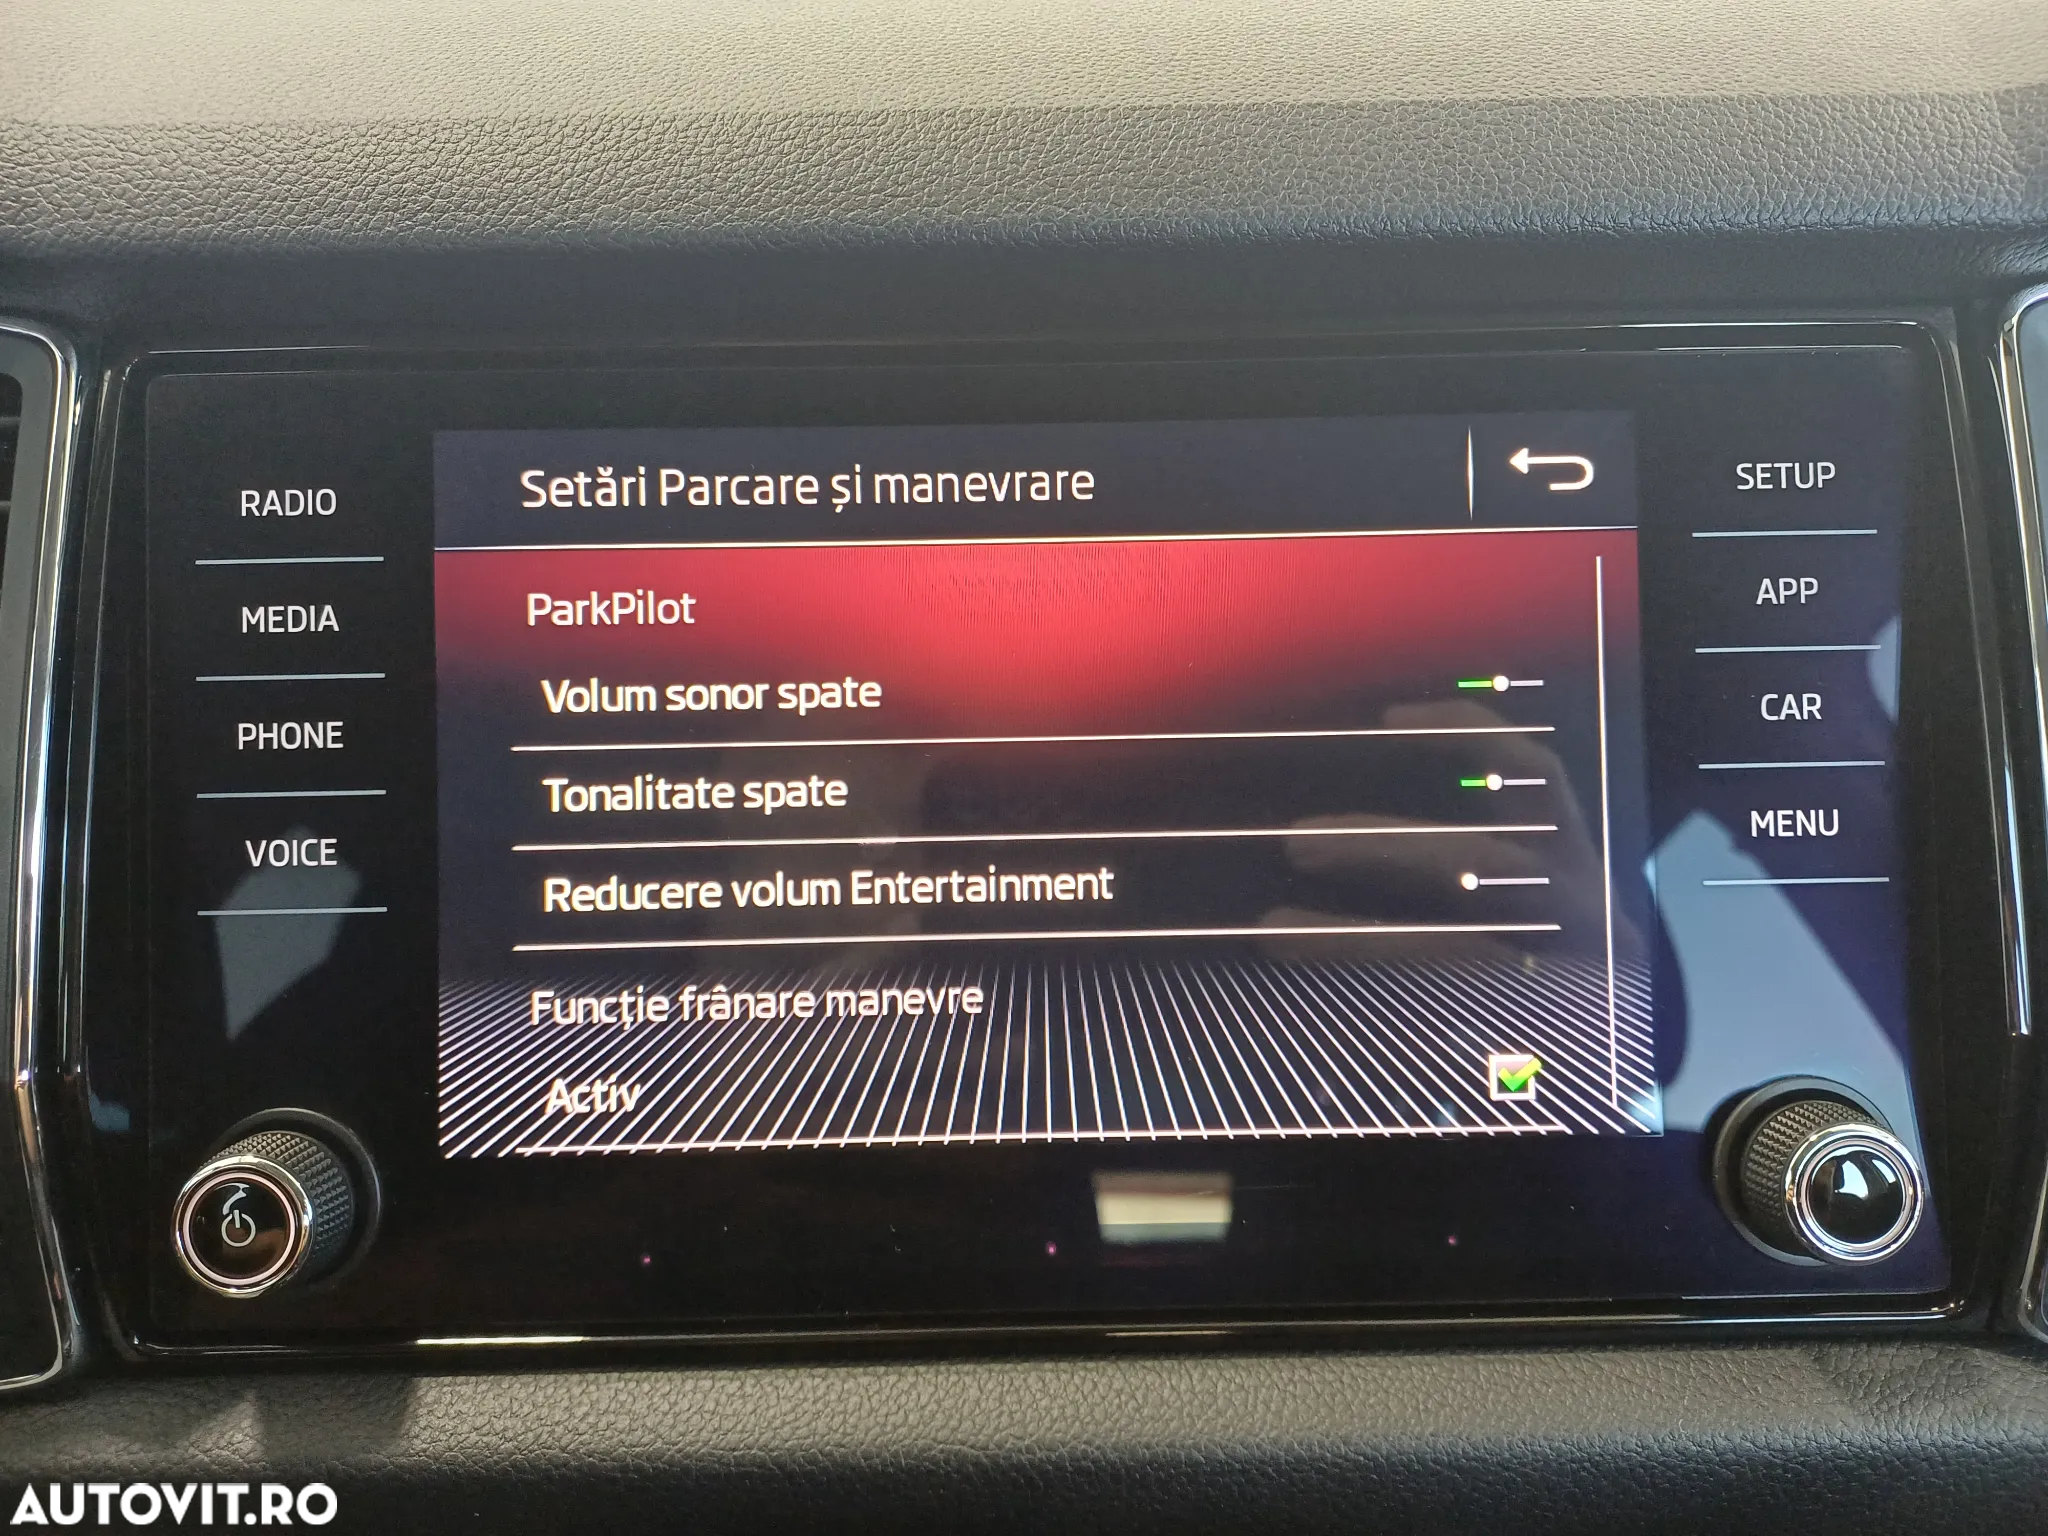 Setări Parcare și manevrare
RADIO
MEDIA
PHONE
VOICE
ParkPilot
Volum sonor spate
Tonalitate spate
Reducere volum Entertainment
Funcție frânare manevre
Activ
SETUP
APP
CAR
MENU
AUTOVIT.RO